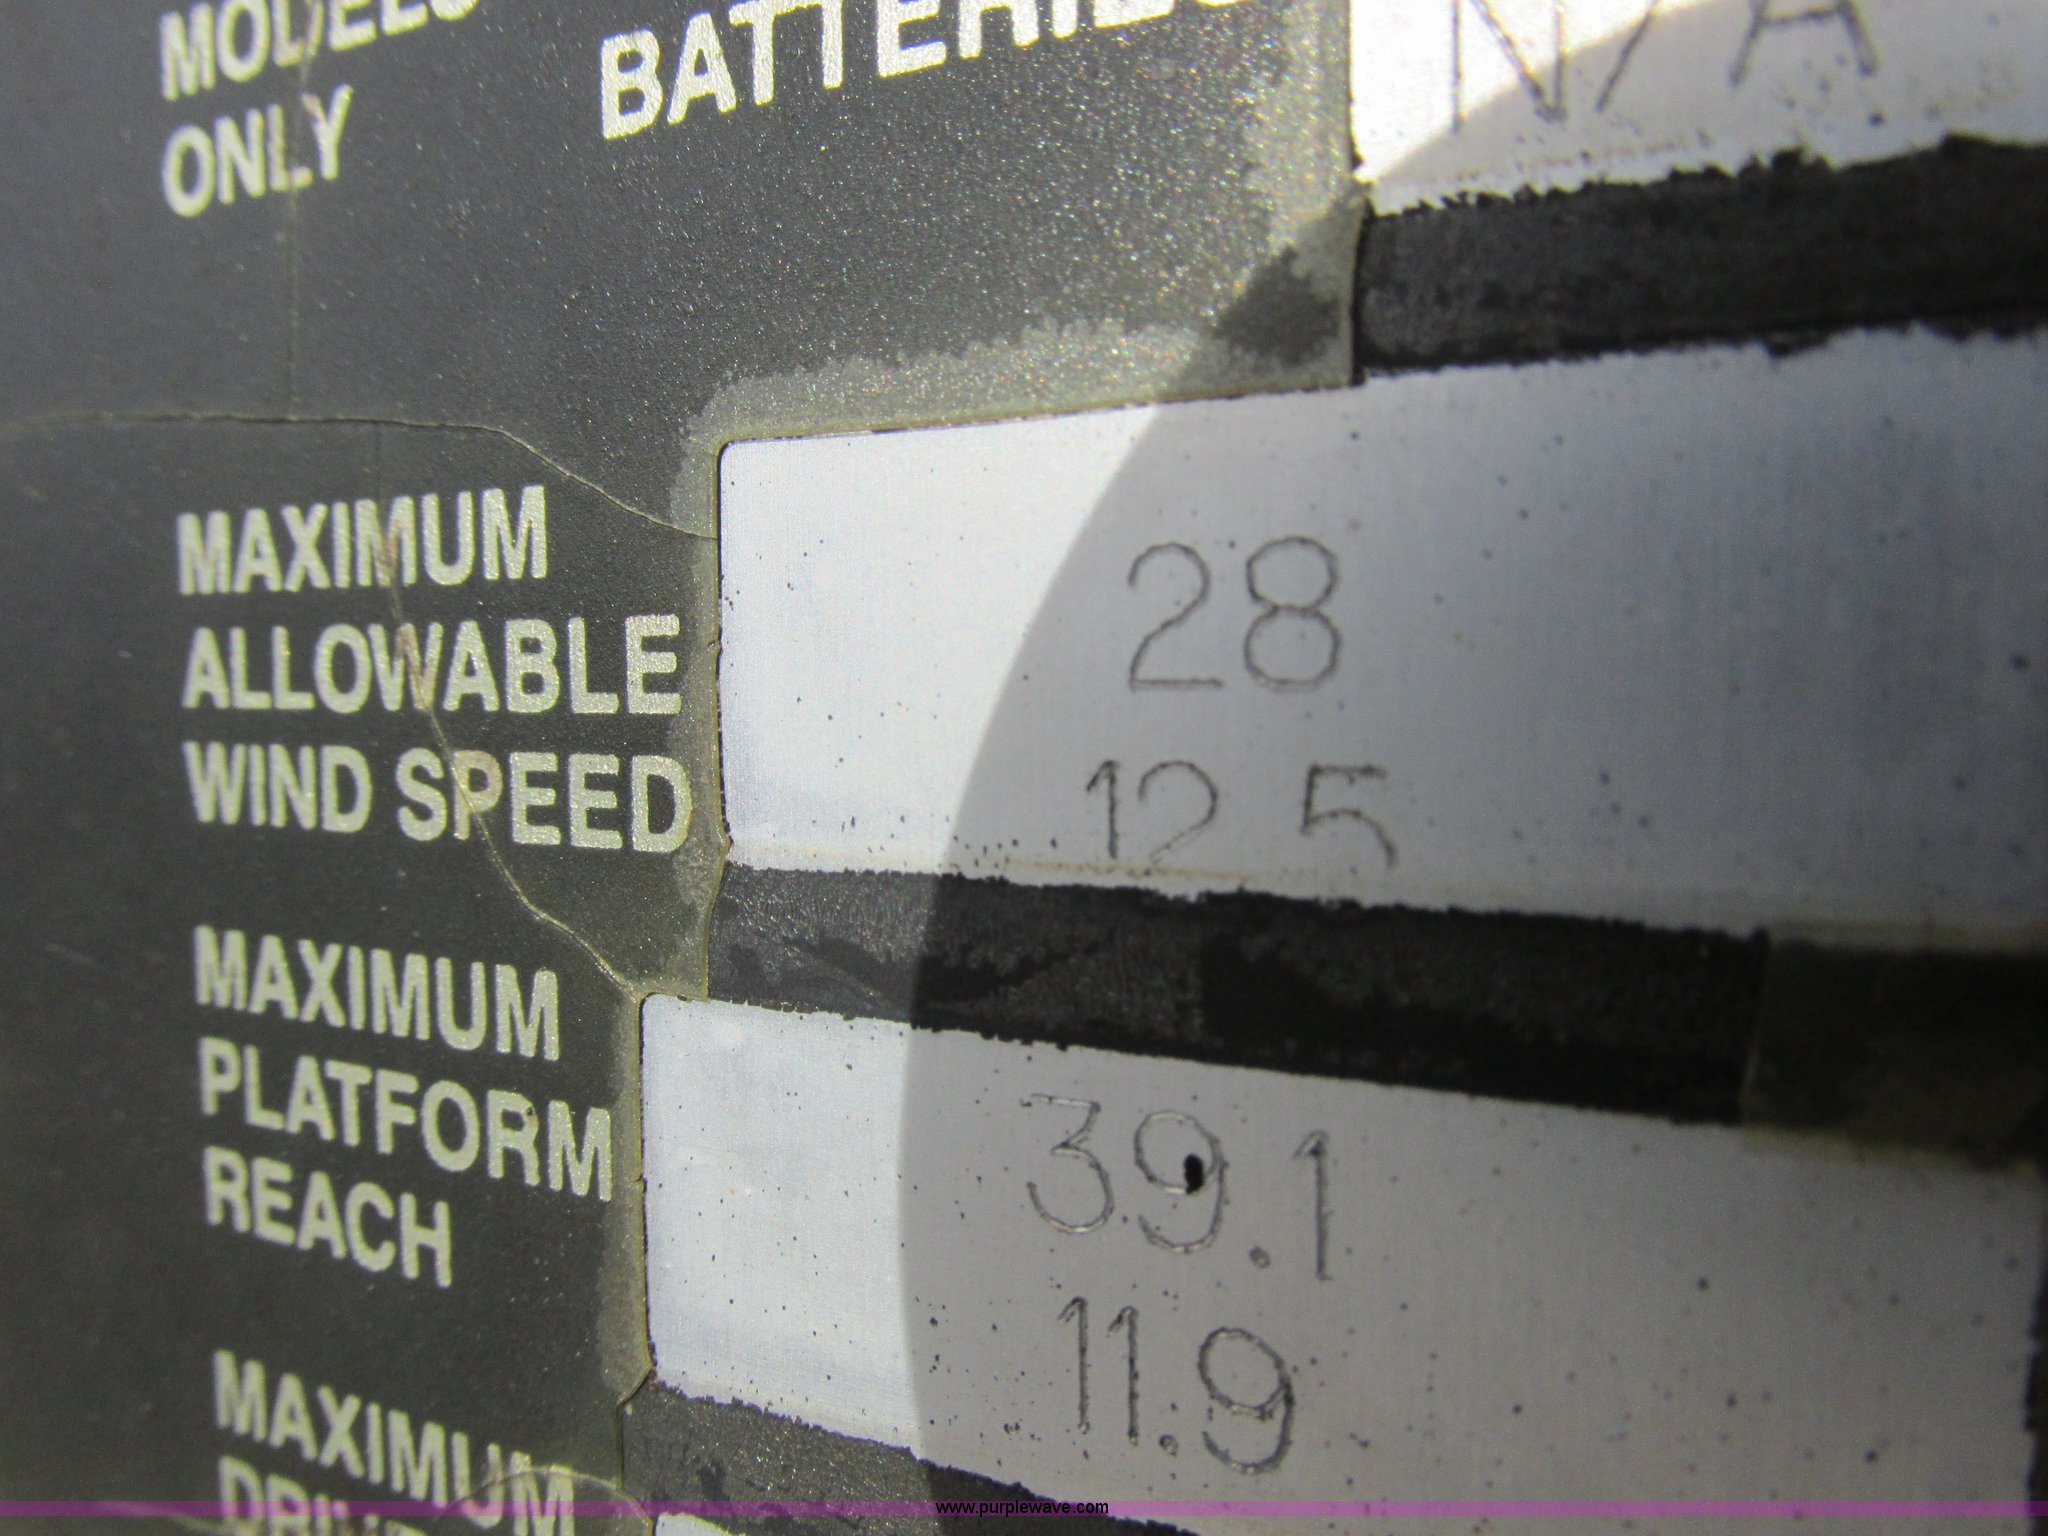 MODELS
ONLY
BATTERIES
N/A
MAXIMUM
ALLOWABLE
WIND SPEED
28
12.5
MAXIMUM
PLATFORM
REACH
39.1
11.9
MAXIMUM
www.purplewave.com